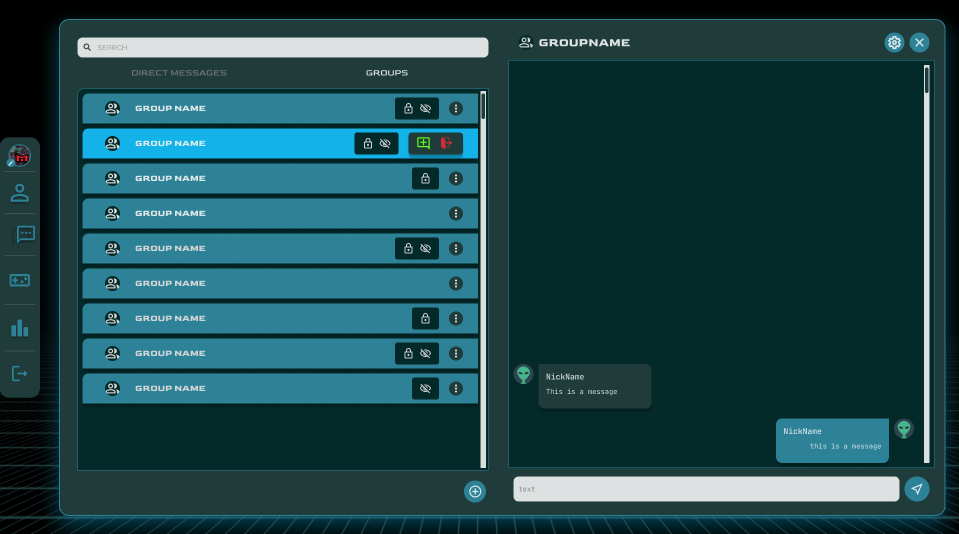 SEARCH
DIRECT MESSAGES
GROUPS
GROUP NAME
GROUP NAME
GROUP NAME
GROUP NAME
GROUP NAME
GROUP NAME
GROUP NAME
GROUP NAME
GROUP NAME
GROUPNAME
NickName
This is a message
NickName
this is a message
text